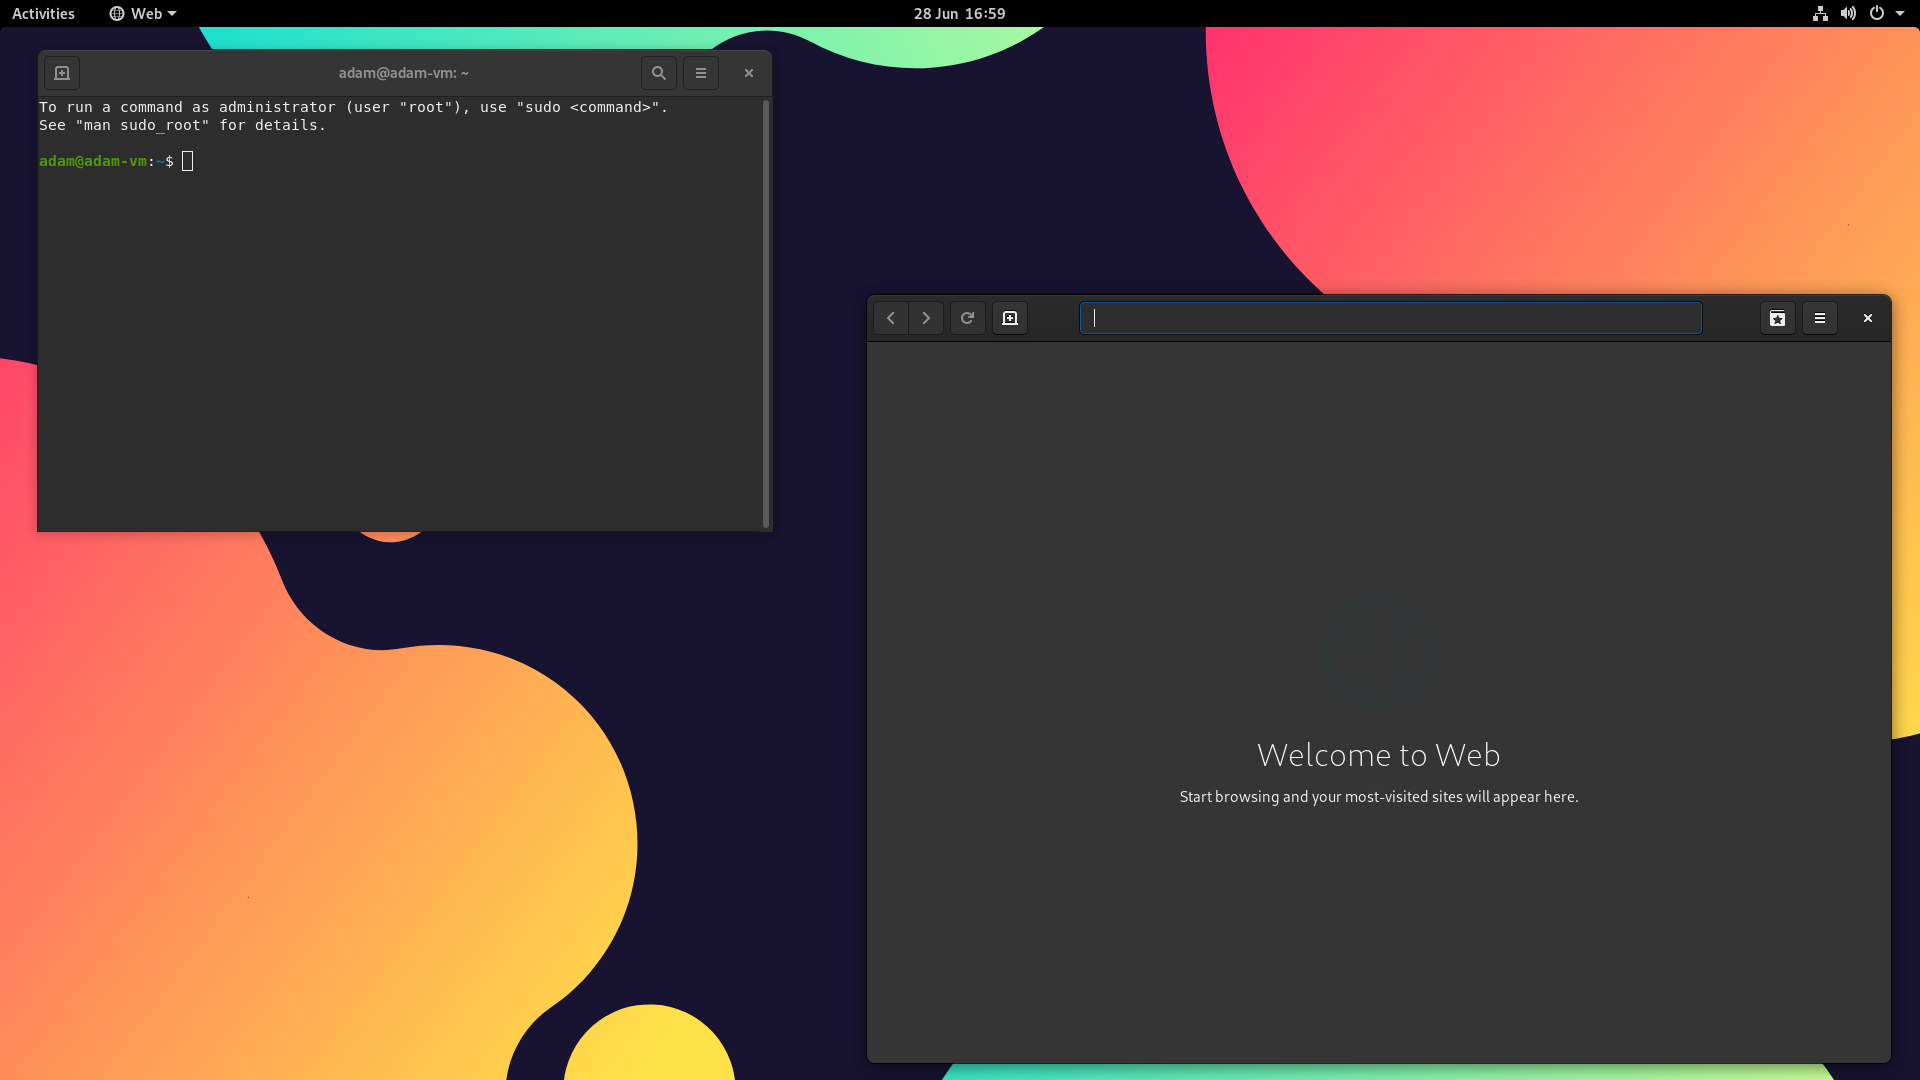 Activities Web 28 Jun 16:59
adam@adam-vm: ~
To run a command as administrator (user "root"), use "sudo <command>".
See "man sudo_root" for details.
adam@adam-vm:~$
Welcome to Web
Start browsing and your most-visited sites will appear here.